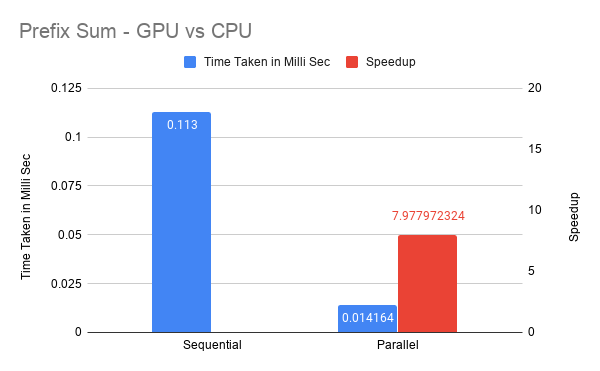 Prefix Sum - GPU vs CPU
Time Taken in Milli Sec
Speedup
0.125
0.1
0.075
0.05
0.025
0
Time Taken in Milli Sec
0.113
0.014164
7.977972324
20
15
10
5
0
Speedup
Sequential
Parallel